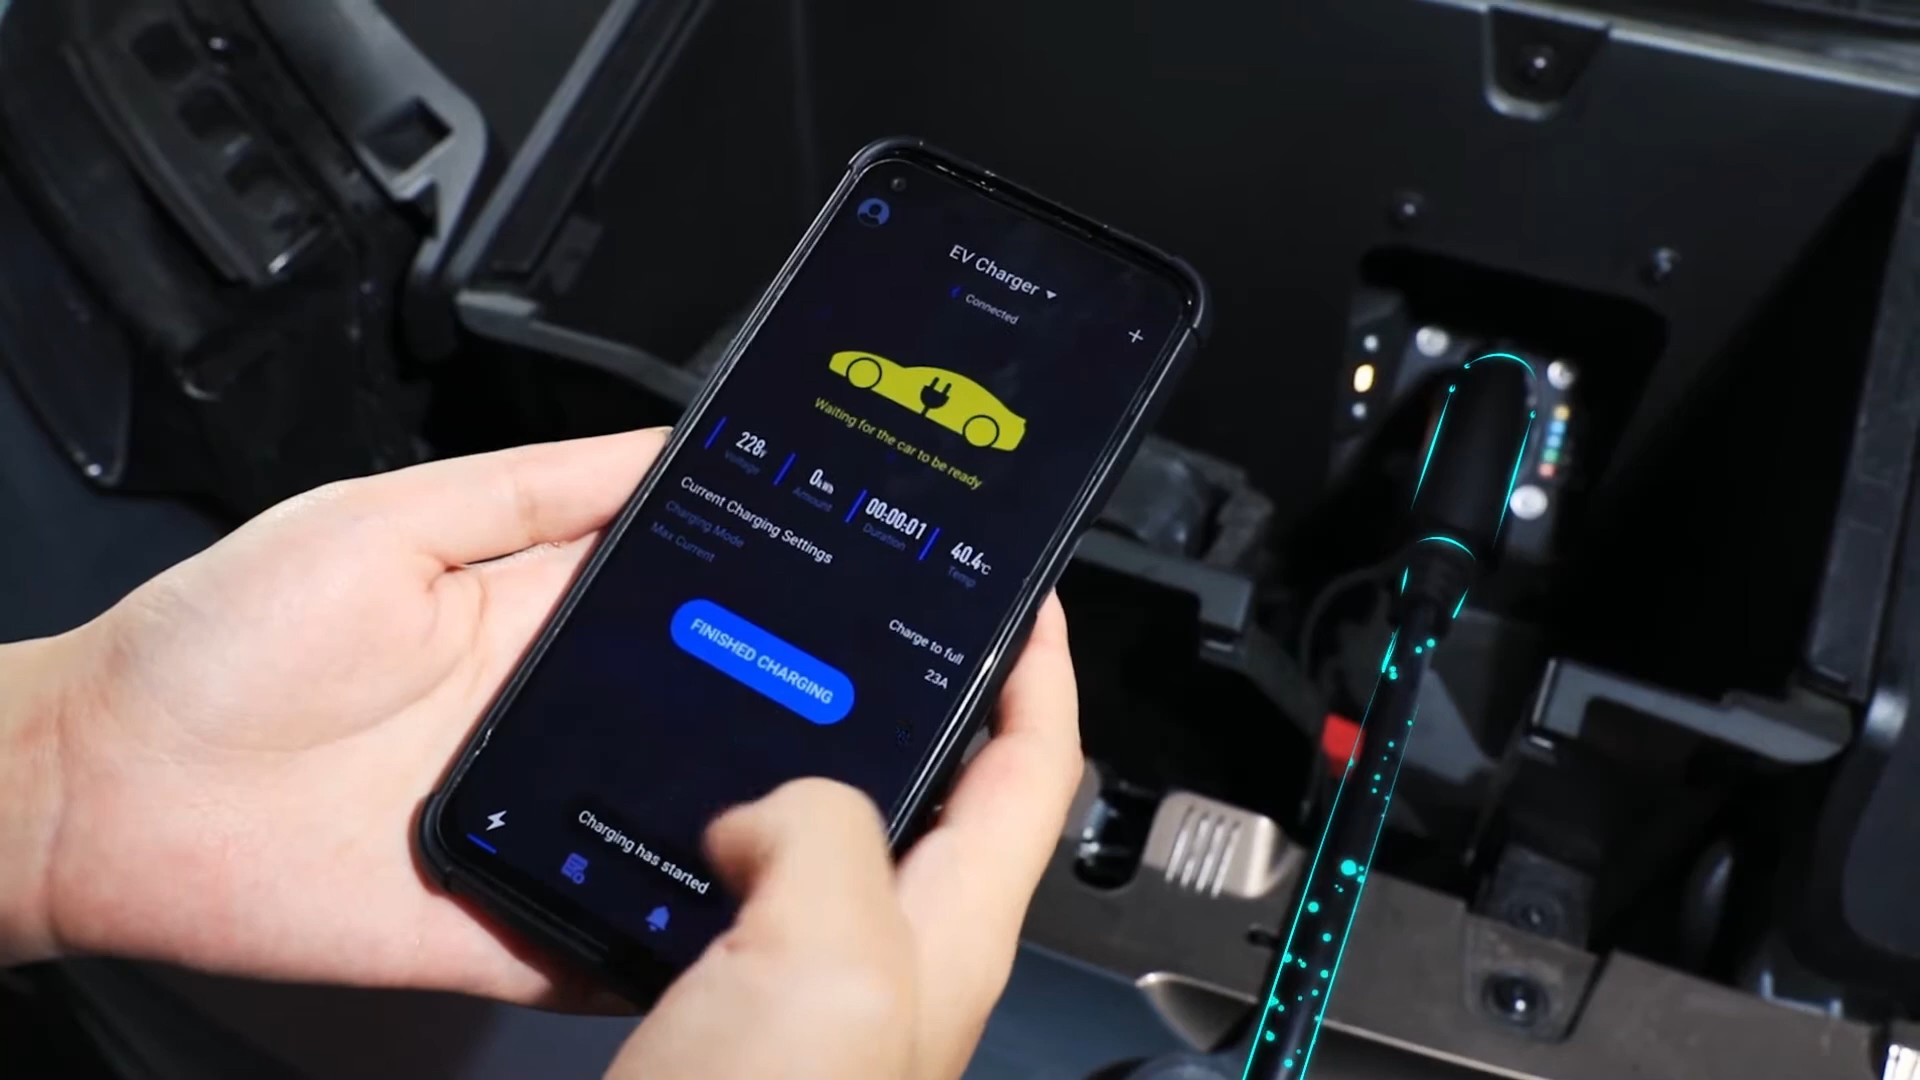 EV Charger
Connected
Waiting for the car to be ready
228V
Voltage
0kWh
Amount
00:00:01
Duration
40.4°C
Temp
Current Charging Settings
Charging Mode
Charge to full
Max Current
23A
FINISHED CHARGING
Charging has started